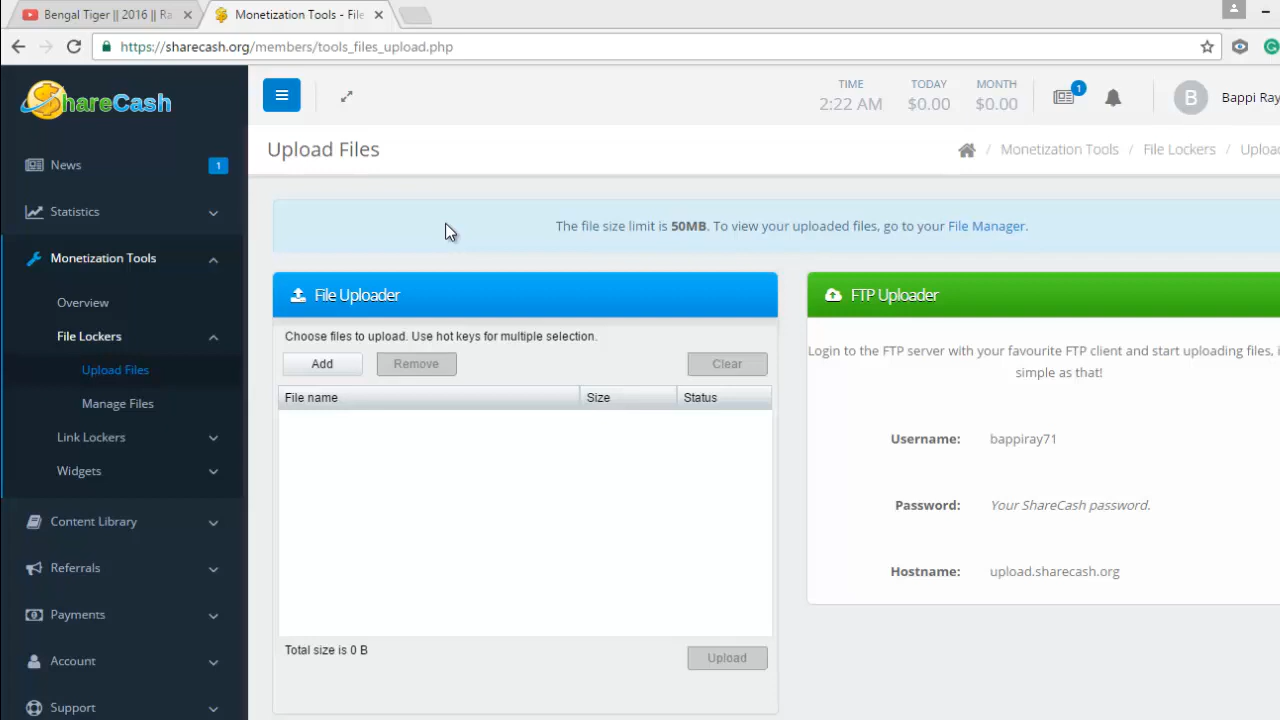 Bengal Tiger || 2016 || Ra
Monetization Tools - File
https://sharecash.org/members/tools_files_upload.php
ShareCash
TIME
TODAY
MONTH
2:22 AM
$0.00
$0.00
1
B
Bappi Ray
News
1
Upload Files
/ Monetization Tools / File Lockers / Upload
Statistics
The file size limit is 50MB. To view your uploaded files, go to your File Manager.
Monetization Tools
Overview
File Lockers
Upload Files
Manage Files
Link Lockers
Widgets
Content Library
Referrals
Payments
Account
Support
File Uploader
Choose files to upload. Use hot keys for multiple selection.
Add
Remove
Clear
File name
Size
Status
Total size is 0 B
Upload
FTP Uploader
Login to the FTP server with your favourite FTP client and start uploading files, i
simple as that!
Username: bappiray71
Password: Your ShareCash password.
Hostname: upload.sharecash.org